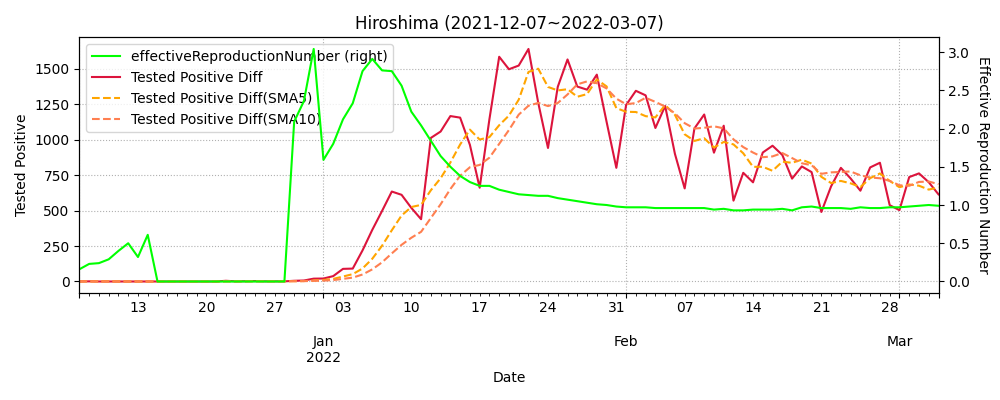 Hiroshima (2021-12-07~2022-03-07)
effectiveReproductionNumber (right)
Tested Positive Diff
Tested Positive Diff(SMA5)
Tested Positive Diff(SMA10)
Tested Positive
1500
1250
1000
750
500
250
0
Effective Reproduction Number
3.0
2.5
2.0
1.5
1.0
0.5
0.0
13 20 27 03 10 17 24 31 07 14 21 28
Jan Feb Mar
2022
Date